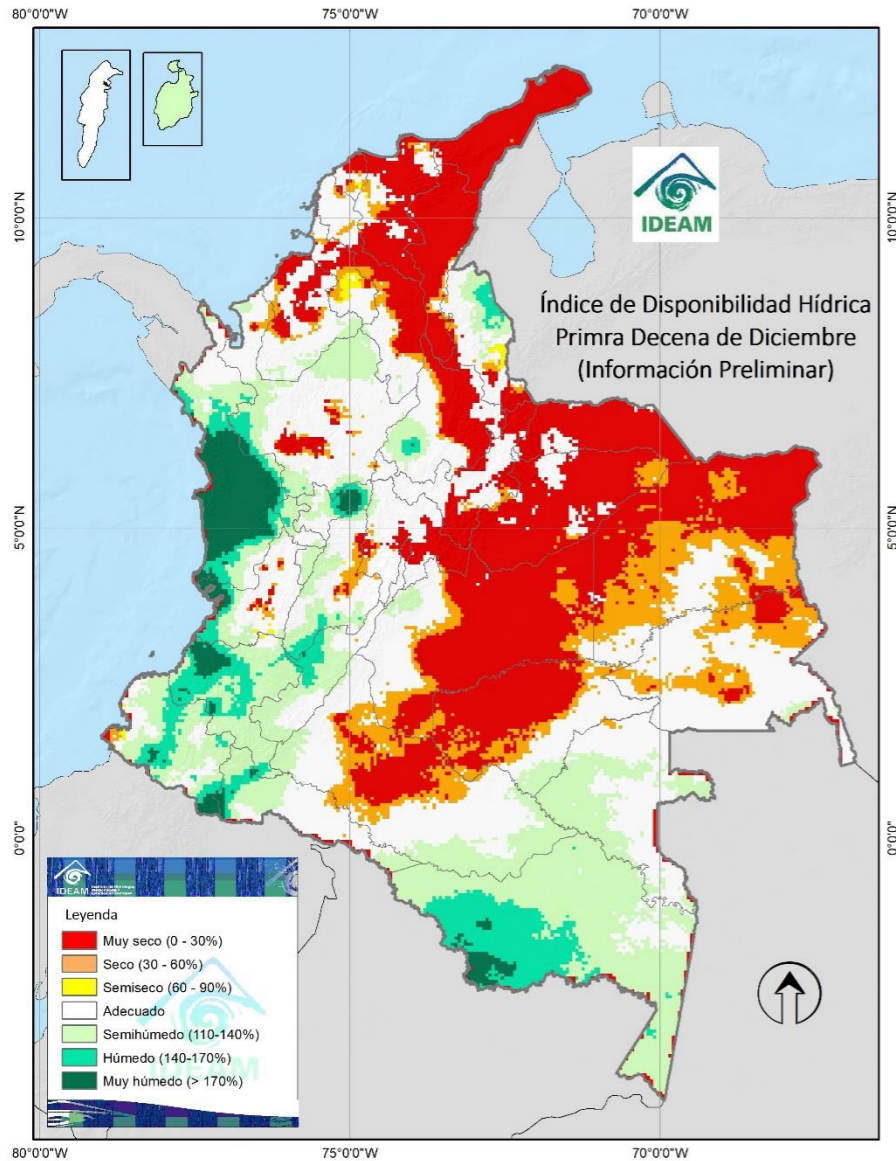 80°0'0"W
75°0'0"W
70°0'0"W
10°0'0"N
10°0'0"N
IDEAM
Índice de Disponibilidad Hídrica
Primra Decena de Diciembre
(Información Preliminar)
5°0'0"N
5°0'0"N
0°0'0"
0°0'0"
IDEAM
Leyenda
Muy seco (0 - 30%)
Seco (30 - 60%)
Semiseco (60 - 90%)
Adecuado
Semihúmedo (110-140%)
Húmedo (140-170%)
Muy húmedo (> 170%)
IDEAM
80°0'0"W
75°0'0"W
70°0'0"W